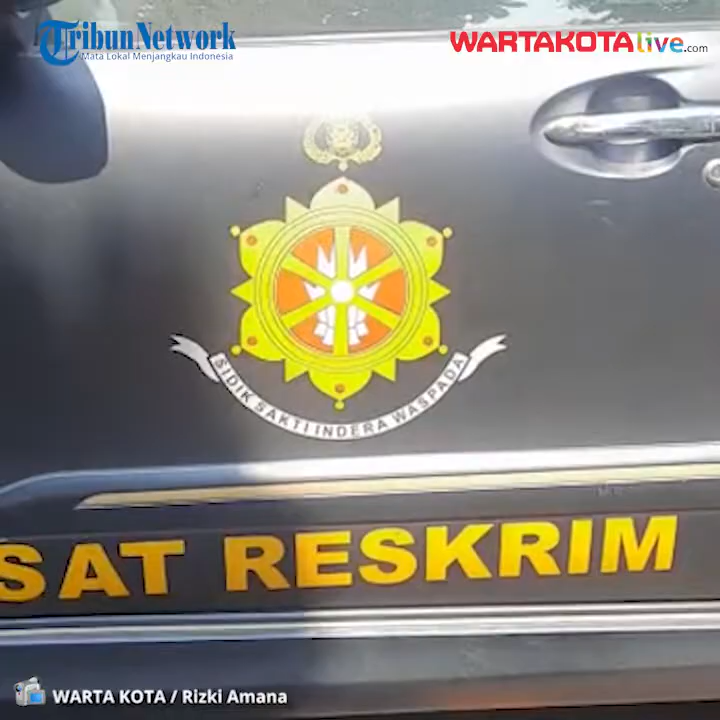 TribunNetwork
Mata Lokal Menjangkau Indonesia
WARTAKOTAlive.com
SIDIK SAKTI INDERA WASPADA
SAT RESKRIM
WARTA KOTA / Rizki Amana